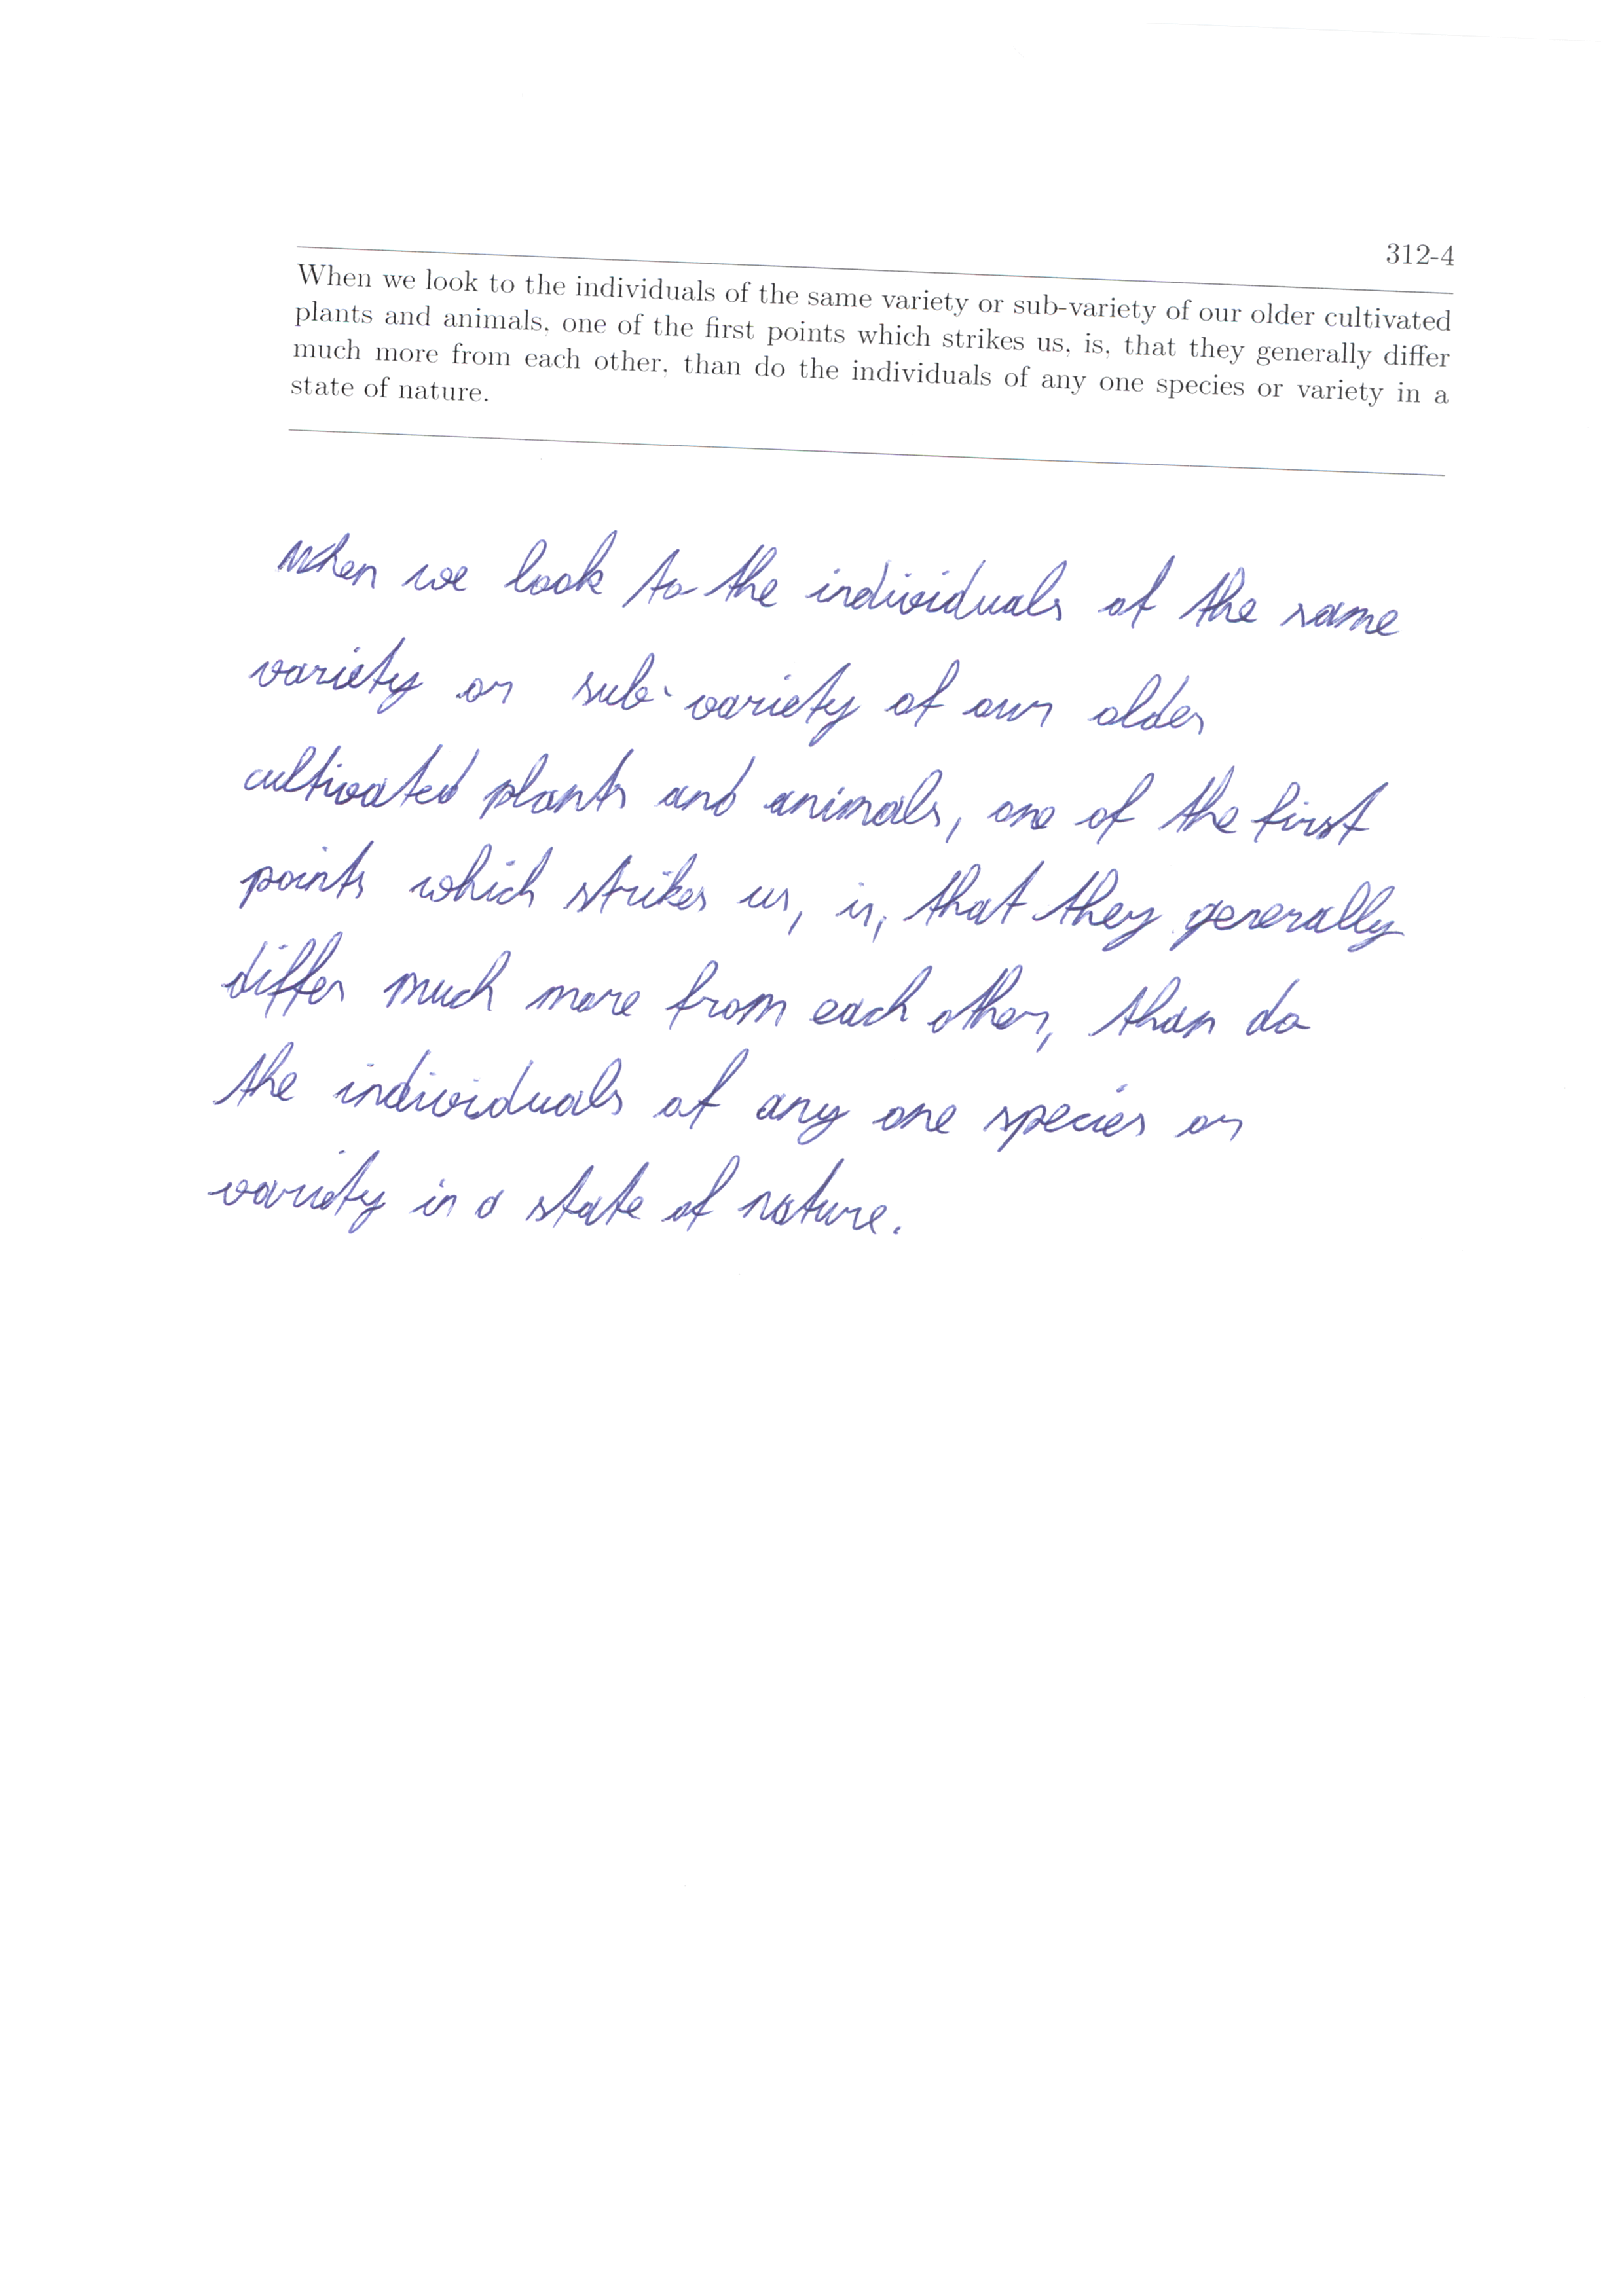 312-4
When we look to the individuals of the same variety or sub-variety of our older cultivated
plants and animals, one of the first points which strikes us, is, that they generally differ
much more from each other, than do the individuals of any one species or variety in a
state of nature.
When we look to the individuals of the same
variety or sub-variety of our older
cultivated plants and animals, one of the first
points which strikes us, is, that they generally
differ much more from each other, than do
the individuals of any one species or
variety in a state of nature.